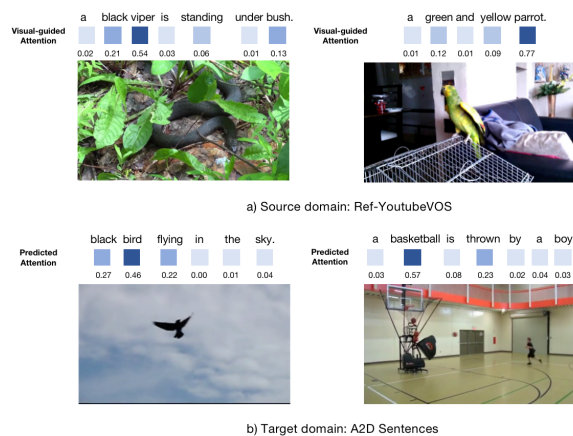 a black viper is standing under bush.
Visual-guided Attention
0.02 0.21 0.54 0.03 0.06 0.01 0.13
a green and yellow parrot.
Visual-guided Attention
0.01 0.12 0.01 0.09 0.77
a) Source domain: Ref-YoutubeVOS
black bird flying in the sky.
Predicted Attention
0.27 0.46 0.22 0.00 0.01 0.04
a basketball is thrown by a boy
Predicted Attention
0.03 0.57 0.08 0.23 0.02 0.04 0.03
b) Target domain: A2D Sentences